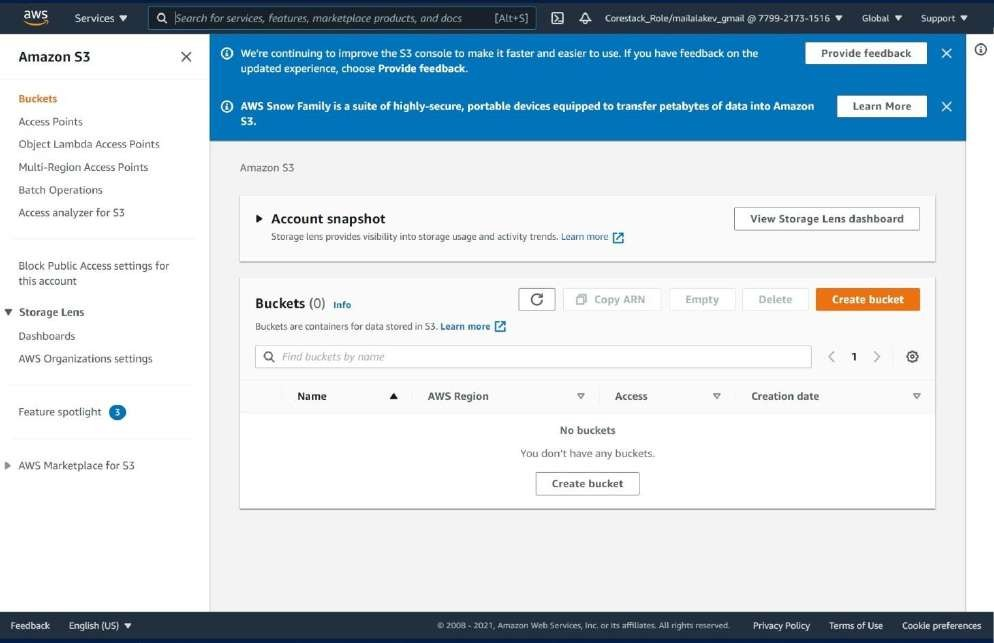 aws
Services
Search for services, features, marketplace products, and docs [Alt+S]
Corestack_Role/mailalakev_gmail @ 7799-2173-1516
Global
Support
Amazon S3
Buckets
Access Points
Object Lambda Access Points
Multi-Region Access Points
Batch Operations
Access analyzer for S3
Block Public Access settings for
this account
Storage Lens
Dashboards
AWS Organizations settings
Feature spotlight 3
AWS Marketplace for S3
We're continuing to improve the S3 console to make it faster and easier to use. If you have feedback on the
updated experience, choose Provide feedback.
Provide feedback
AWS Snow Family is a suite of highly-secure, portable devices equipped to transfer petabytes of data into Amazon
S3.
Learn More
Amazon S3
Account snapshot
Storage lens provides visibility into storage usage and activity trends. Learn more
View Storage Lens dashboard
Buckets (0) Info
Copy ARN
Empty
Delete
Create bucket
Buckets are containers for data stored in S3. Learn more
Find buckets by name
1
Name
AWS Region
Access
Creation date
No buckets
You don't have any buckets.
Create bucket
Feedback
English (US)
© 2008 - 2021, Amazon Web Services, Inc. or its affiliates. All rights reserved.
Privacy Policy
Terms of Use
Cookie preferences